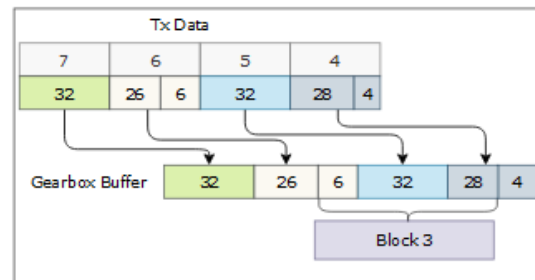 Tx Data
7 6 5 4
32 26 6 32 28 4
Gearbox Buffer 32 26 6 32 28 4
Block 3